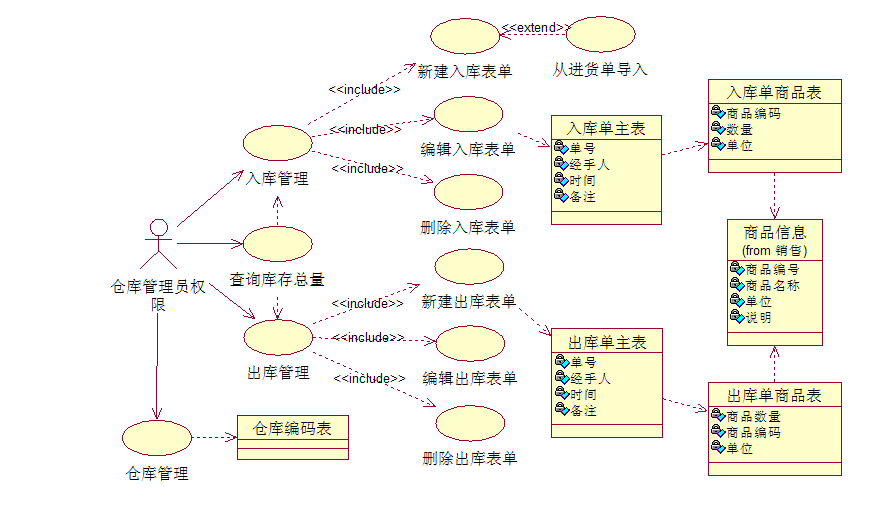 <<extend>>
新建入库表单
从进货单导入
<<include>>
<<include>>
编辑入库表单
<<include>>
删除入库表单
入库管理
入库单主表
单号
经手人
时间
备注
入库单商品表
商品编码
数量
单位
商品信息
(from 销售)
商品编号
商品名称
单位
说明
仓库管理员权
限
查询库存总量
<<include>>
新建出库表单
<<include>>
编辑出库表单
<<include>>
删除出库表单
出库管理
出库单主表
单号
经手人
时间
备注
出库单商品表
商品数量
商品编码
单位
仓库管理
仓库编码表